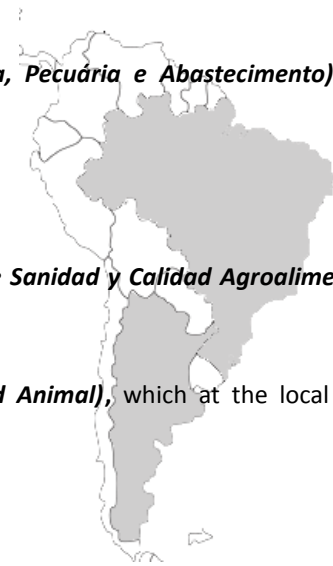 a, Pecuária e Abastecimento)
e Sanidad y Calidad Agroalime
d Animal), which at the local